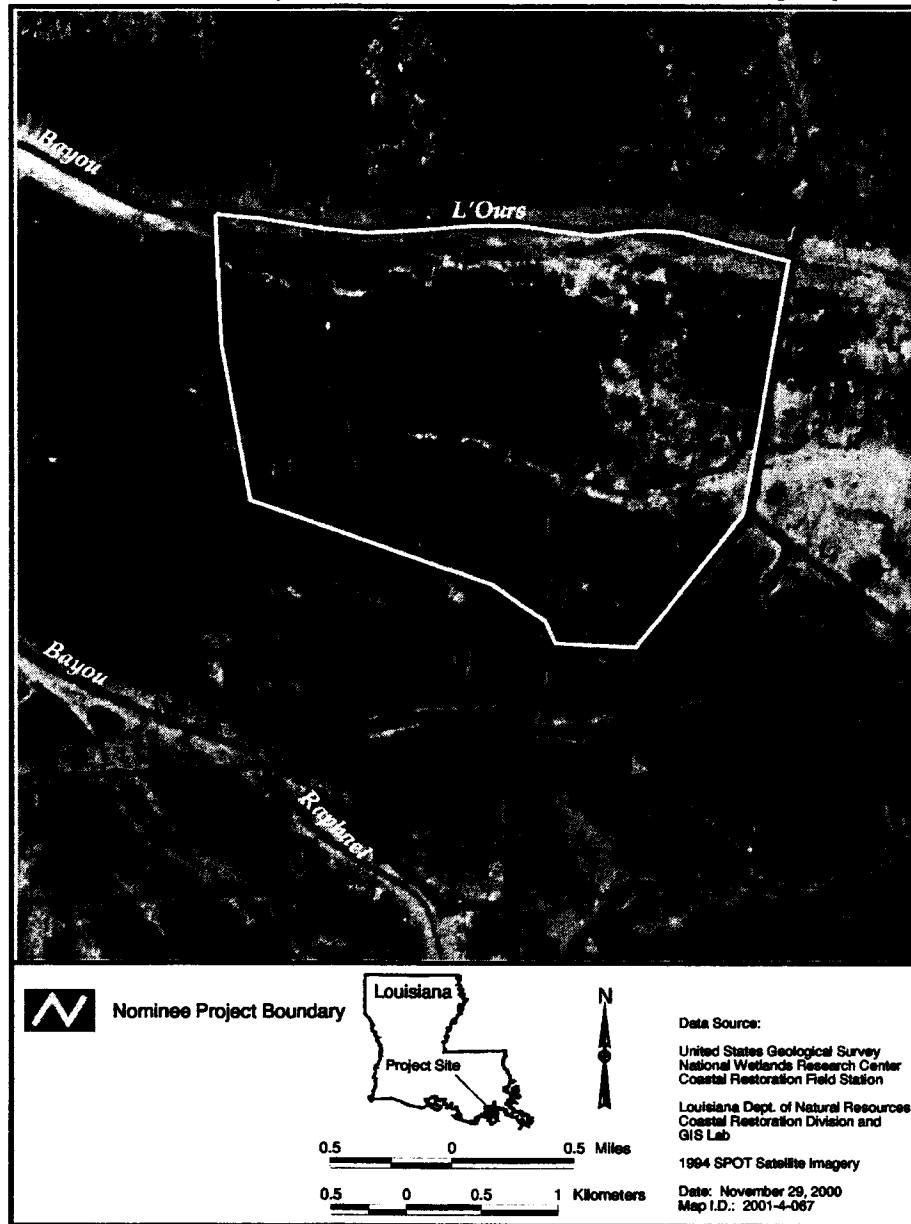 Bayou
L'Ours
Bayou
Raphael
Nominee Project Boundary
Louisiana
Project Site
N
0.5 0 0.5 Miles
0.5 0 0.5 1 Kilometers
Data Source:
United States Geological Survey
National Wetlands Research Center
Coastal Restoration Field Station
Louisiana Dept. of Natural Resources
Coastal Restoration Division and
GIS Lab
1994 SPOT Satellite Imagery
Date: November 29, 2000
Map I.D.: 2001-4-067